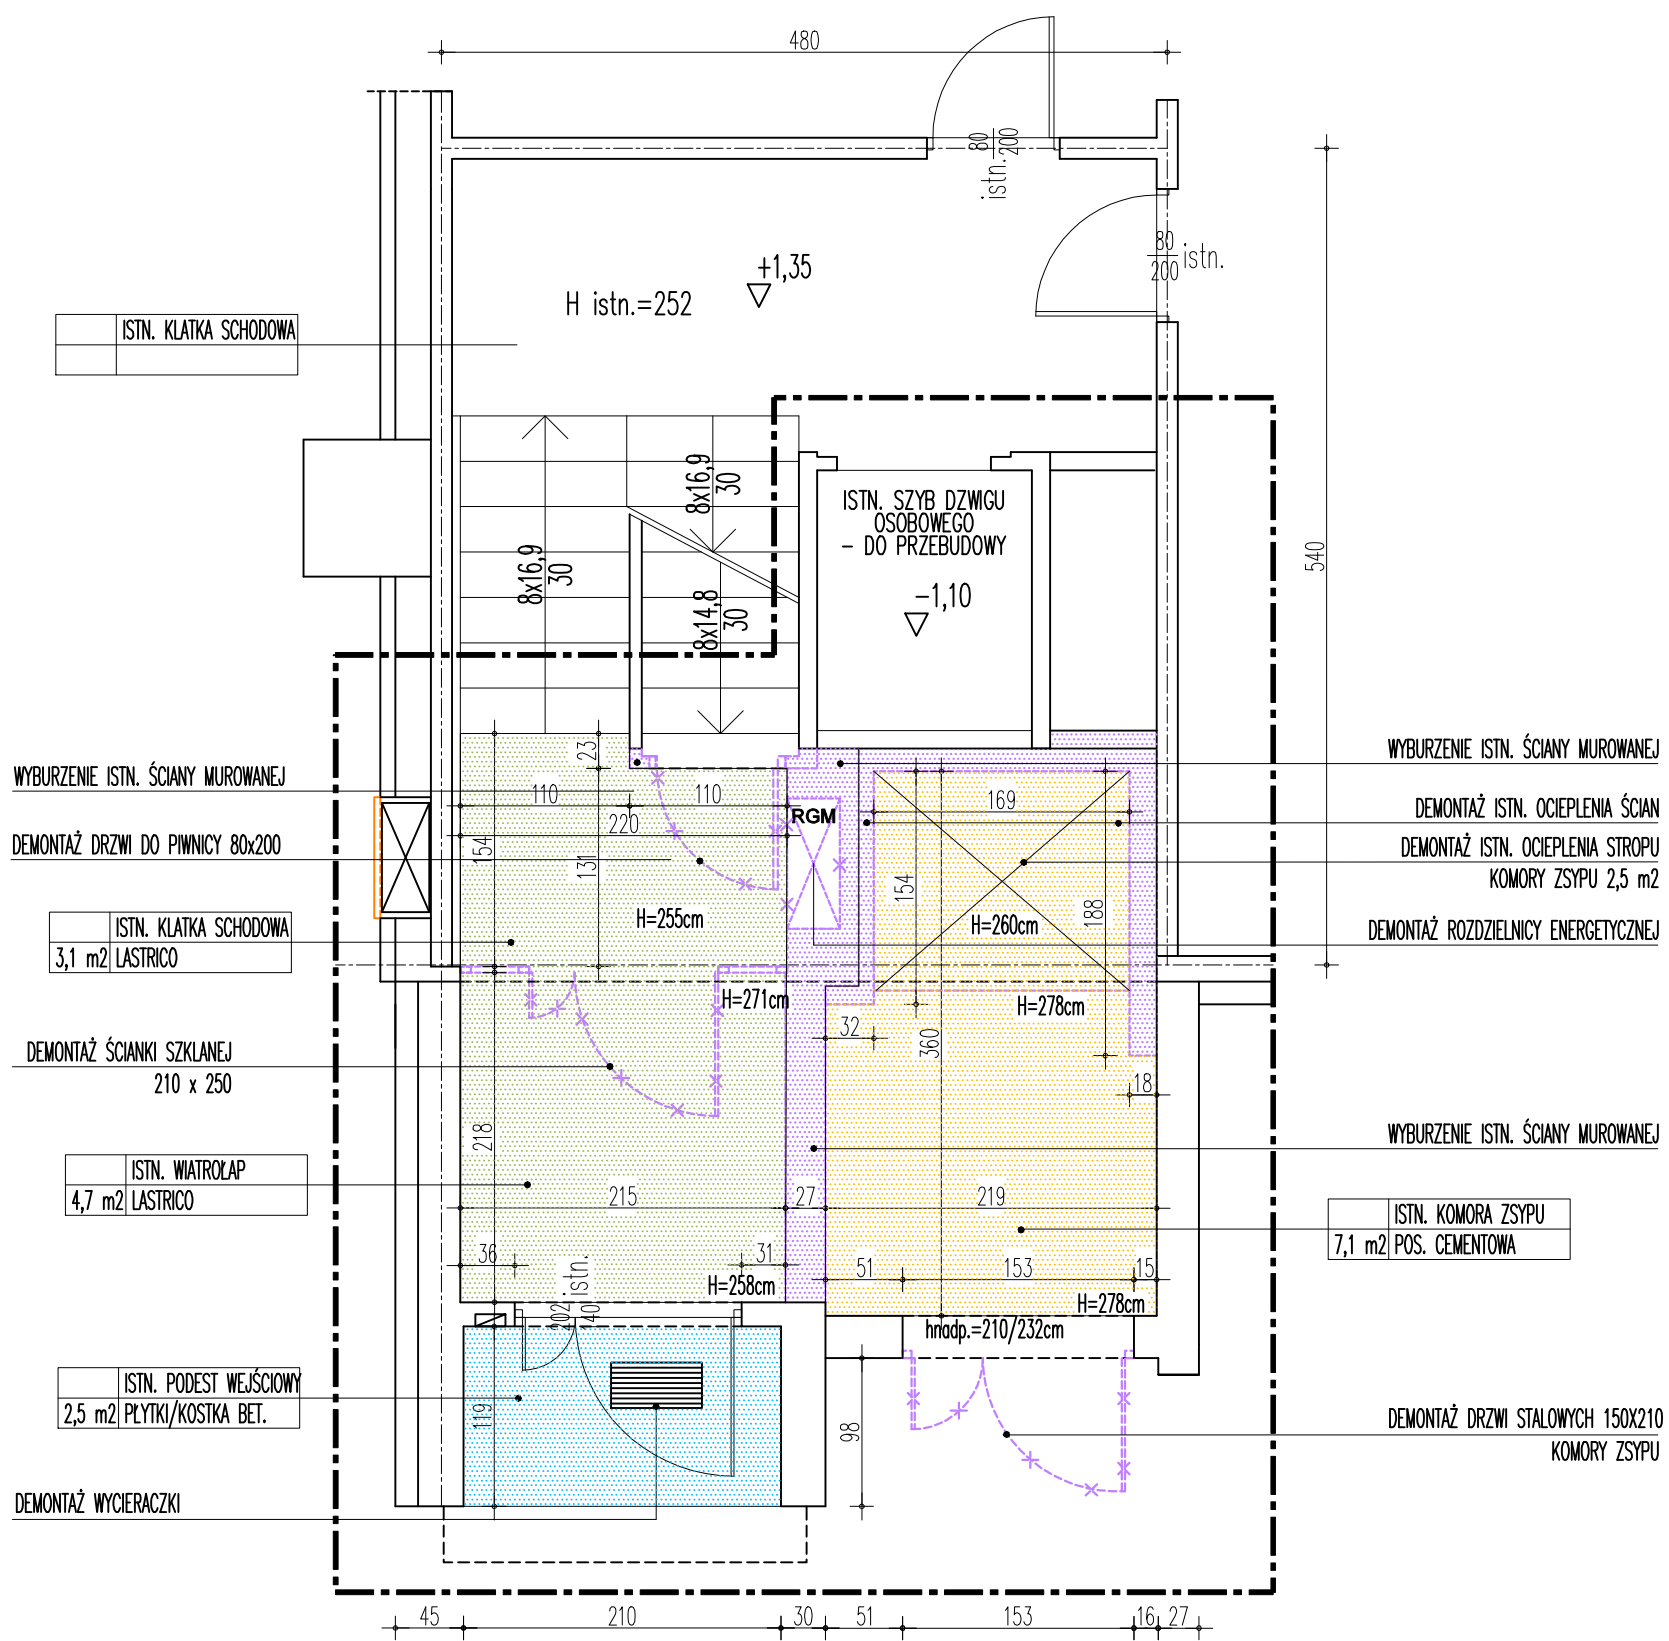 480
80
200
istn.
80
200
istn.
+1,35
H istn.=252
ISTN. KLATKA SCHODOWA
8x16,9
30
8x16,9
30
8x14,8
30
ISTN. SZYB DZWIGU
OSOBOWEGO
- DO PRZEBUDOWY
-1,10
540
WYBURZENIE ISTN. ŚCIANY MUROWANEJ
DEMONTAŻ DRZWI DO PIWNICY 80x200
ISTN. KLATKA SCHODOWA
3,1 m2 LASTRICO
DEMONTAŻ ŚCIANKI SZKLANEJ
210 x 250
ISTN. WIATROŁAP
4,7 m2 LASTRICO
ISTN. PODEST WEJŚCIOWY
2,5 m2 PŁYTKI/KOSTKA BET.
DEMONTAŻ WYCIERACZKI
23
110
110
220
154
131
H=255cm
RGM
169
154
188
H=260cm
H=271cm
H=278cm
32
360
18
218
215
27
219
36
31
istn.
H=258cm
202
140
51
153
15
H=278cm
hnadp.=210/232cm
119
98
WYBURZENIE ISTN. ŚCIANY MUROWANEJ
DEMONTAŻ ISTN. OCIEPLENIA ŚCIAN
DEMONTAŻ ISTN. OCIEPLENIA STROPU
KOMORY ZSYPU 2,5 m2
DEMONTAŻ ROZDZIELNICY ENERGETYCZNEJ
WYBURZENIE ISTN. ŚCIANY MUROWANEJ
ISTN. KOMORA ZSYPU
7,1 m2 POS. CEMENTOWA
DEMONTAŻ DRZWI STALOWYCH 150X210
KOMORY ZSYPU
45
210
30
51
153
16
27